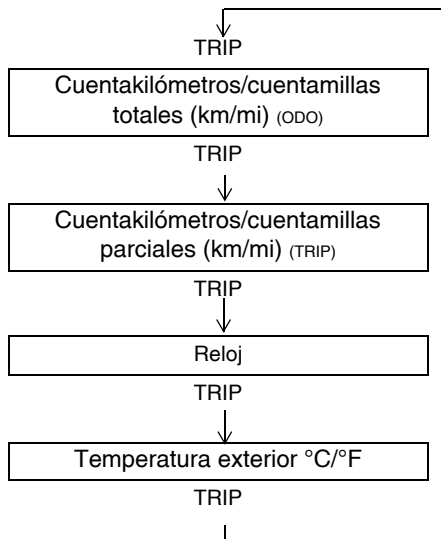 TRIP
Cuentakilómetros/cuentamillas
totales (km/mi) (ODO)
TRIP
Cuentakilómetros/cuentamillas
parciales (km/mi) (TRIP)
TRIP
Reloj
TRIP
Temperatura exterior °C/°F
TRIP